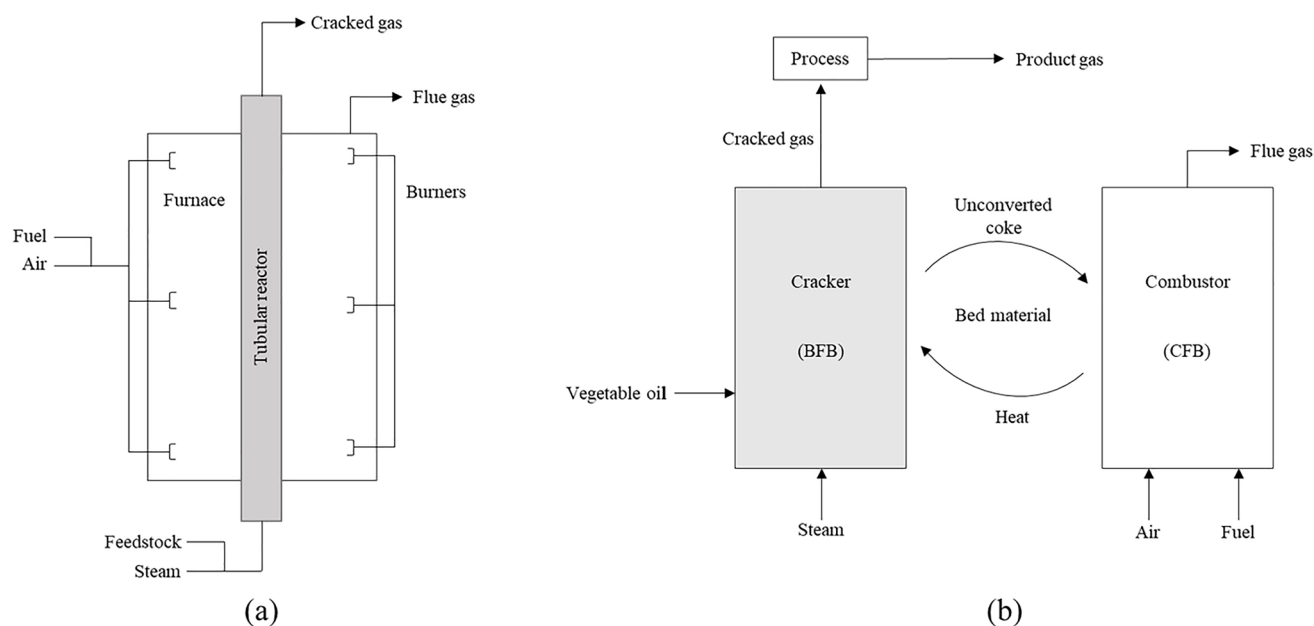 Cracked gas
Flue gas
Furnace
Burners
Fuel
Air
Tubular reactor
Feedstock
Steam
(a)
Process
Product gas
Cracked gas
Flue gas
Unconverted
coke
Cracker
(BFB)
Bed material
Combustor
(CFB)
Vegetable oil
Heat
Steam
Air
Fuel
(b)